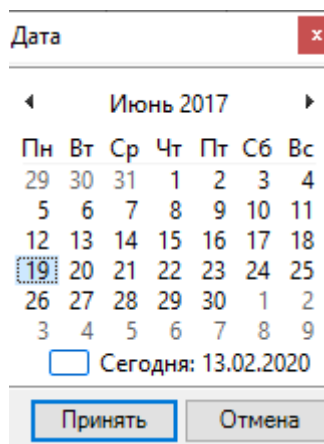 Дата
x
Июнь 2017
Пн Вт Ср Чт Пт Сб Вс
29 30 31 1 2 3 4
5 6 7 8 9 10 11
12 13 14 15 16 17 18
19 20 21 22 23 24 25
26 27 28 29 30 1 2
3 4 5 6 7 8 9
Сегодня: 13.02.2020
Принять Отмена